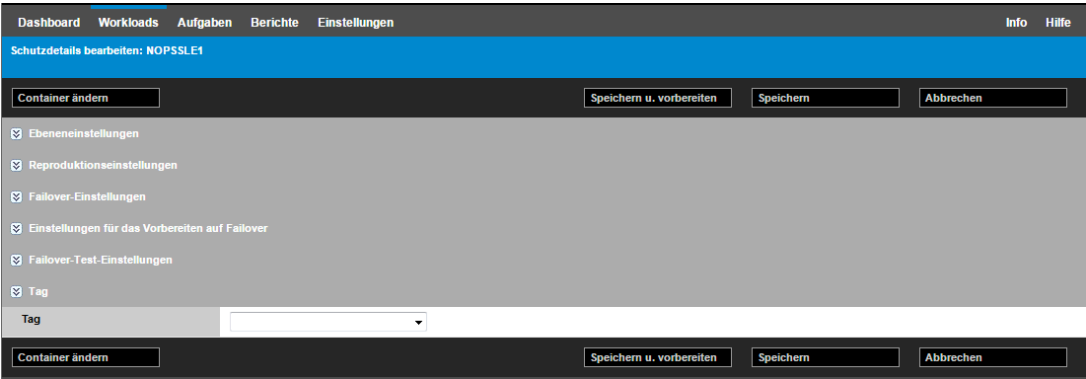 Dashboard Workloads Aufgaben Berichte Einstellungen Info Hilfe
Schutzdetails bearbeiten: NOPSSLE1
Container ändern Speichern u. vorbereiten Speichern Abbrechen
Ebeneneinstellungen
Reproduktionseinstellungen
Failover-Einstellungen
Einstellungen für das Vorbereiten auf Failover
Failover-Test-Einstellungen
Tag
Tag
Container ändern Speichern u. vorbereiten Speichern Abbrechen